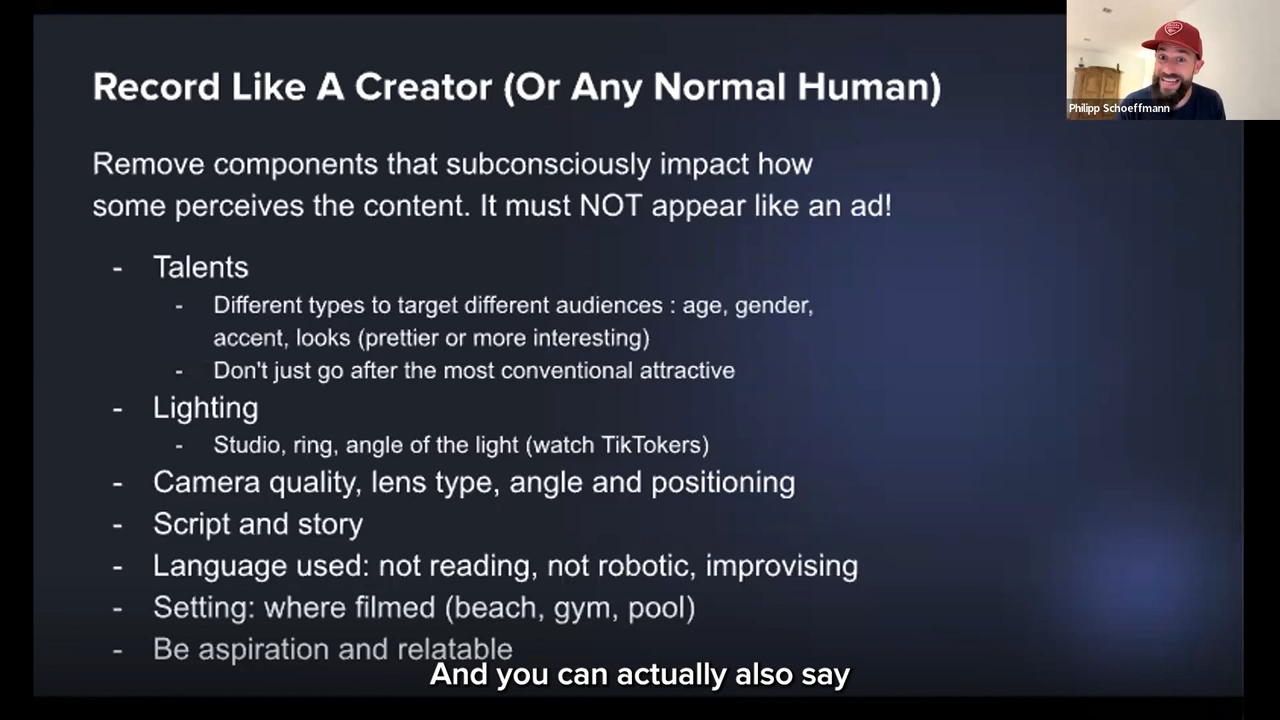 Record Like A Creator (Or Any Normal Human)
Philipp Schoeffmann
Remove components that subconsciously impact how
some perceives the content. It must NOT appear like an ad!
- Talents
- Different types to target different audiences : age, gender,
accent, looks (prettier or more interesting)
- Don't just go after the most conventional attractive
- Lighting
- Studio, ring, angle of the light (watch TikTokers)
- Camera quality, lens type, angle and positioning
- Script and story
- Language used: not reading, not robotic, improvising
- Setting: where filmed (beach, gym, pool)
- Be aspiration and relatable
And you can actually also say